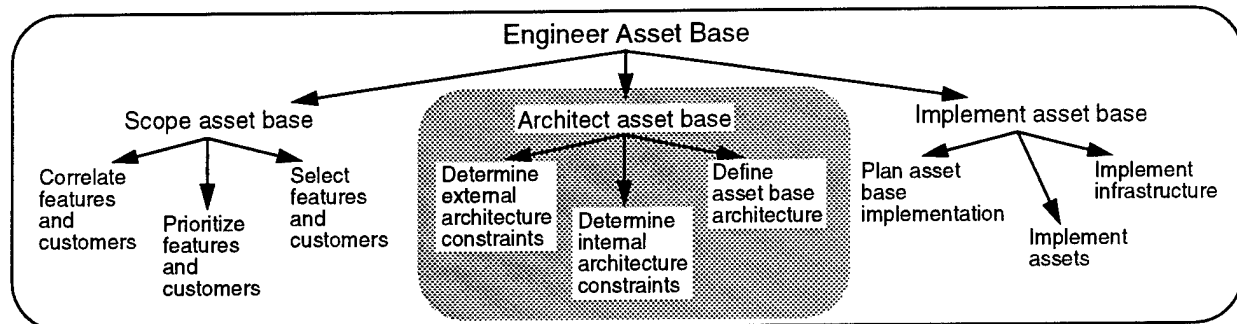 Engineer Asset Base
Scope asset base
Architect asset base
Implement asset base
Correlate
features
and
customers
Prioritize
features
and
customers
Select
features
and
customers
Determine
external
architecture
constraints
Determine
internal
architecture
constraints
Define
asset base
architecture
Plan asset
base
implementation
Implement
assets
Implement
infrastructure